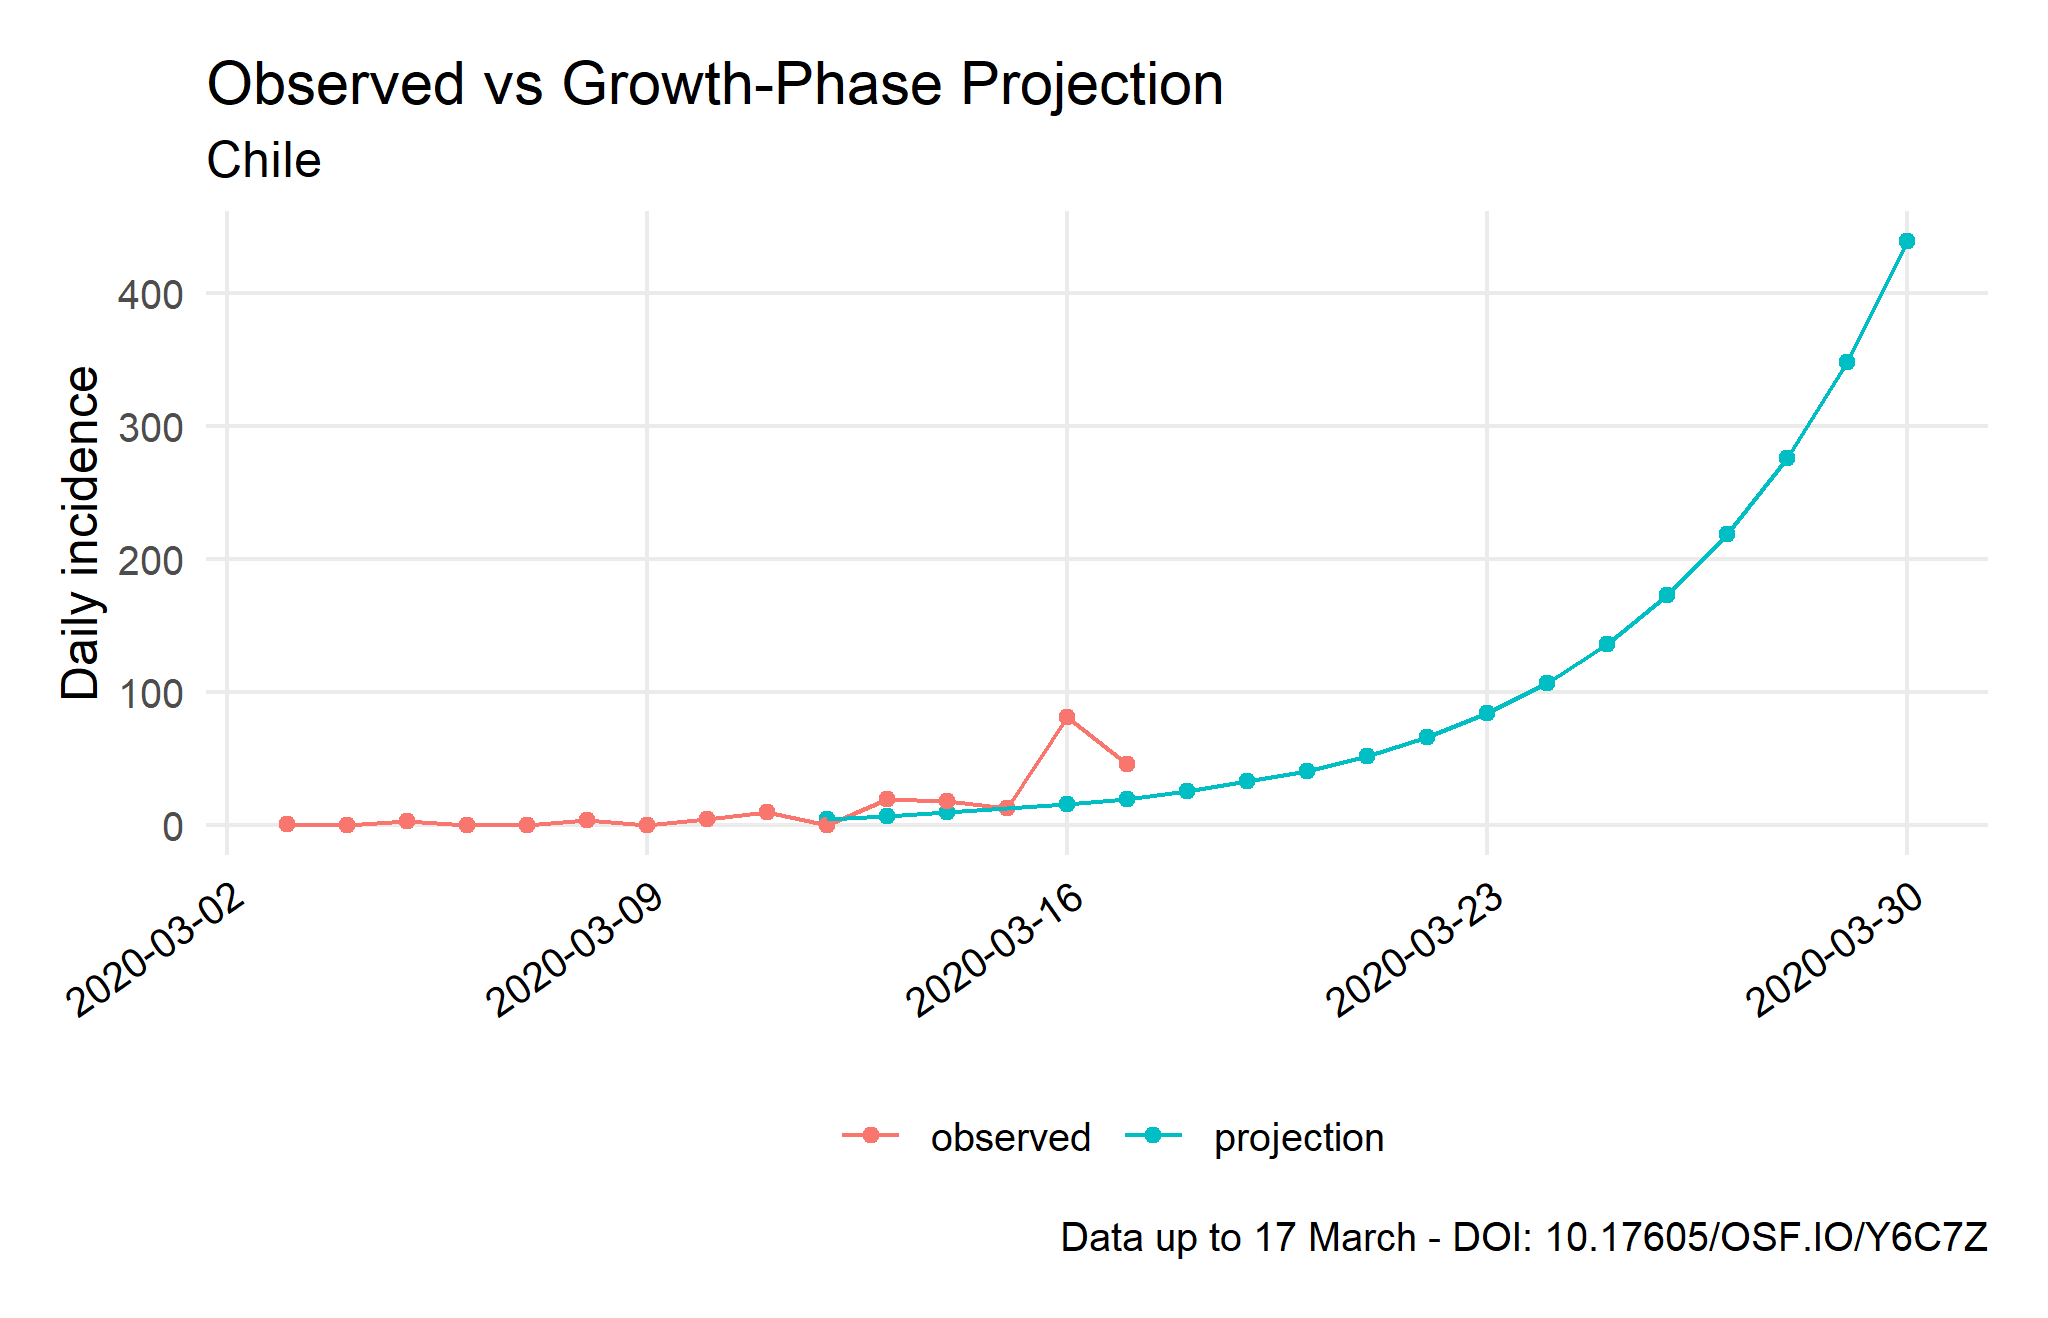 Observed vs Growth-Phase Projection
Chile
Daily incidence
400
300
200
100
0
2020-03-02
2020-03-09
2020-03-16
2020-03-23
2020-03-30
observed
projection
Data up to 17 March - DOI: 10.17605/OSF.IO/Y6C7Z